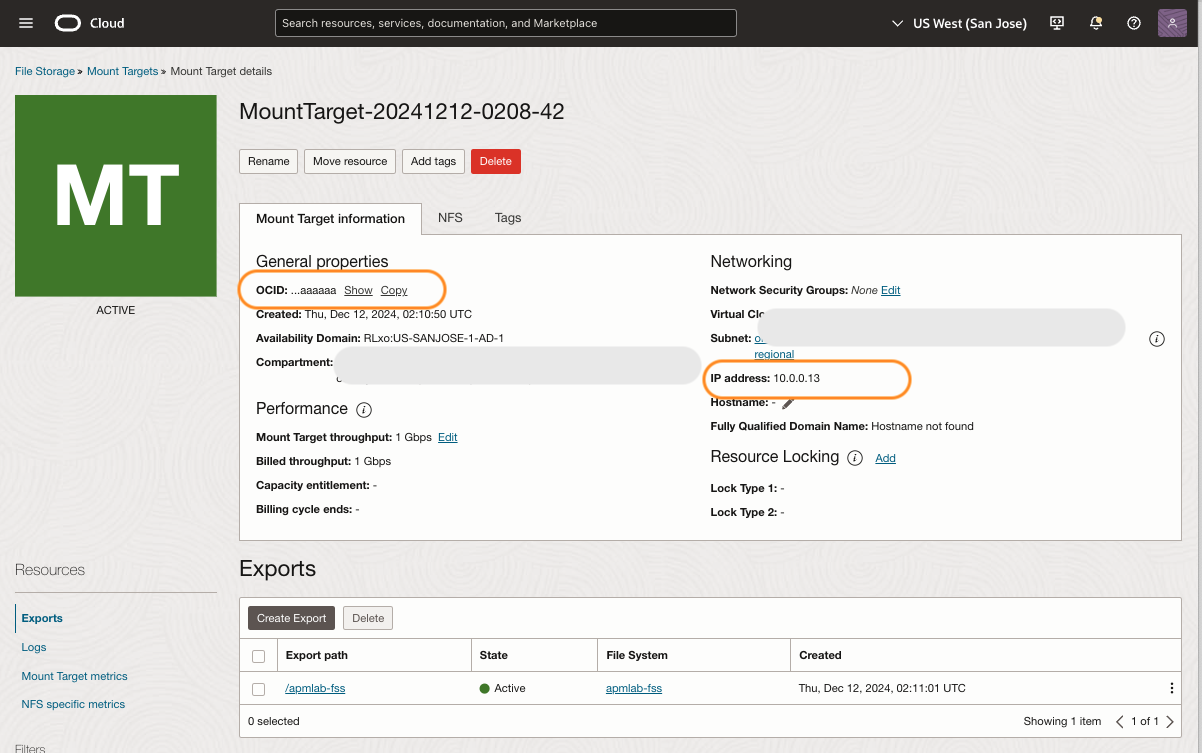 Cloud
Search resources, services, documentation, and Marketplace
US West (San Jose)
File Storage » Mount Targets » Mount Target details
MT
ACTIVE
MountTarget-20241212-0208-42
Rename Move resource Add tags Delete
Mount Target information NFS Tags
General properties
OCID: ...aaaaaa Show Copy
Created: Thu, Dec 12, 2024, 02:10:50 UTC
Availability Domain: RLxo:US-SANJOSE-1-AD-1
Compartment:
Performance
Mount Target throughput: 1 Gbps Edit
Billed throughput: 1 Gbps
Capacity entitlement: -
Billing cycle ends: -
Networking
Network Security Groups: None Edit
Virtual
Subnet:
regional
IP address: 10.0.0.13
Hostname: -
Fully Qualified Domain Name: Hostname not found
Resource Locking Add
Lock Type 1: -
Lock Type 2: -
Resources
Exports
Logs
Mount Target metrics
NFS specific metrics
Filters
Exports
Create Export Delete
Export path State File System Created
/apmlab-fss Active apmlab-fss Thu, Dec 12, 2024, 02:11:01 UTC
0 selected Showing 1 item 1 of 1